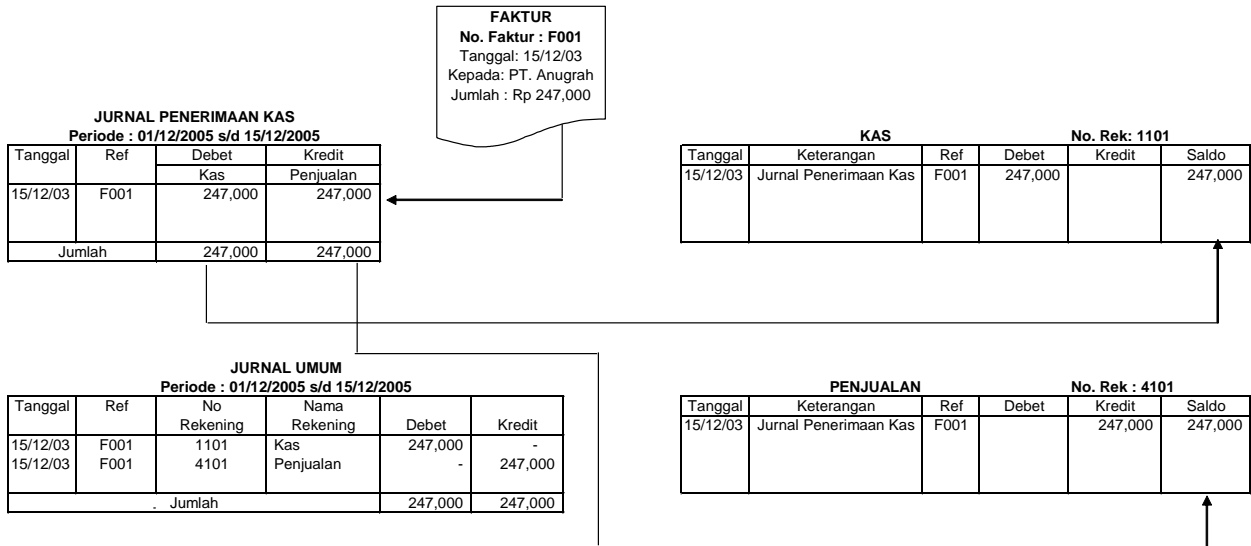 FAKTUR
No. Faktur : F001
Tanggal: 15/12/03
Kepada: PT. Anugrah
Jumlah : Rp 247,000
JURNAL PENERIMAAN KAS
Periode : 01/12/2005 s/d 15/12/2005
Tanggal Ref Debet Kredit
Kas Penjualan
15/12/03 F001 247,000 247,000
Jumlah 247,000 247,000
KAS No. Rek: 1101
Tanggal Keterangan Ref Debet Kredit Saldo
15/12/03 Jurnal Penerimaan Kas F001 247,000 247,000
JURNAL UMUM
Periode : 01/12/2005 s/d 15/12/2005
Tanggal Ref No Nama
Rekening Rekening Debet Kredit
15/12/03 F001 1101 Kas 247,000 -
15/12/03 F001 4101 Penjualan - 247,000
. Jumlah 247,000 247,000
PENJUALAN No. Rek : 4101
Tanggal Keterangan Ref Debet Kredit Saldo
15/12/03 Jurnal Penerimaan Kas F001 247,000 247,000